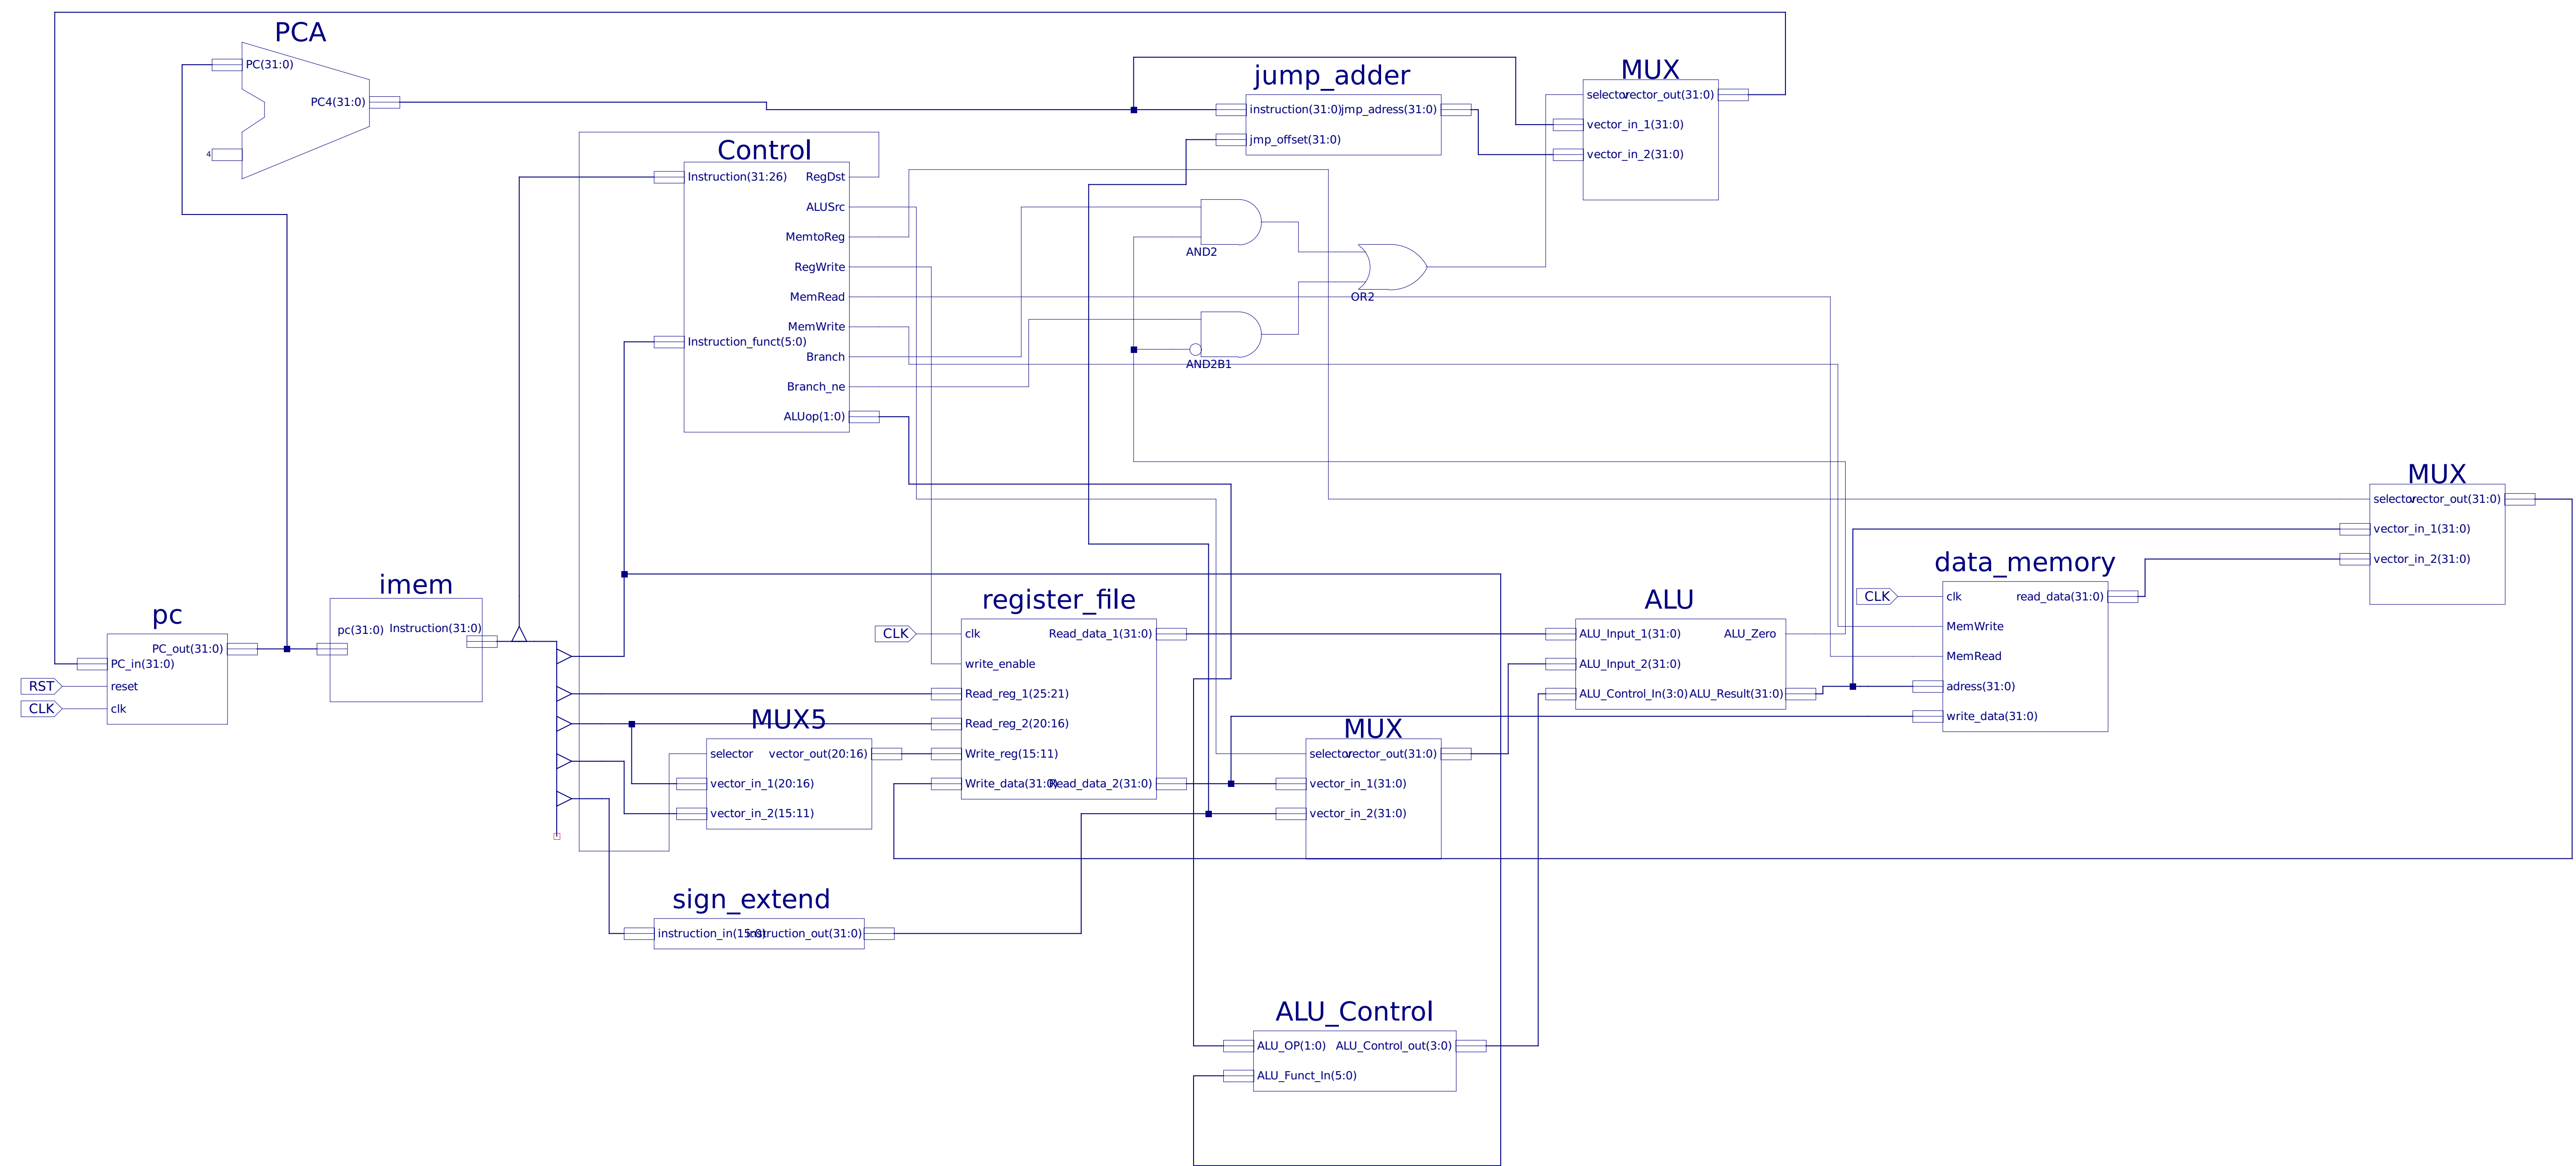 PCA
PC(31:0)
PC4(31:0)
4
jump_adder
instruction(31:0)
jmp_adress(31:0)
jmp_offset(31:0)
MUX
selector
vector_out(31:0)
vector_in_1(31:0)
vector_in_2(31:0)
Control
Instruction(31:26)
RegDst
ALUSrc
MemtoReg
RegWrite
MemRead
MemWrite
Instruction_funct(5:0)
Branch
Branch_ne
ALUop(1:0)
AND2
OR2
AND2B1
MUX
selector
vector_out(31:0)
vector_in_1(31:0)
vector_in_2(31:0)
pc
PC_out(31:0)
PC_in(31:0)
RST
reset
CLK
clk
imem
pc(31:0)
Instruction(31:0)
register_file
CLK
clk
Read_data_1(31:0)
write_enable
Read_reg_1(25:21)
Read_reg_2(20:16)
Write_reg(15:11)
Write_data(31:0)
Read_data_2(31:0)
MUX5
selector
vector_out(20:16)
vector_in_1(20:16)
vector_in_2(15:11)
MUX
selector
vector_out(31:0)
vector_in_1(31:0)
vector_in_2(31:0)
ALU
ALU_Input_1(31:0)
ALU_Zero
ALU_Input_2(31:0)
ALU_Control_In(3:0)
ALU_Result(31:0)
data_memory
CLK
clk
read_data(31:0)
MemWrite
MemRead
adress(31:0)
write_data(31:0)
sign_extend
instruction_in(15:0)
instruction_out(31:0)
ALU_Control
ALU_OP(1:0)
ALU_Control_out(3:0)
ALU_Funct_In(5:0)